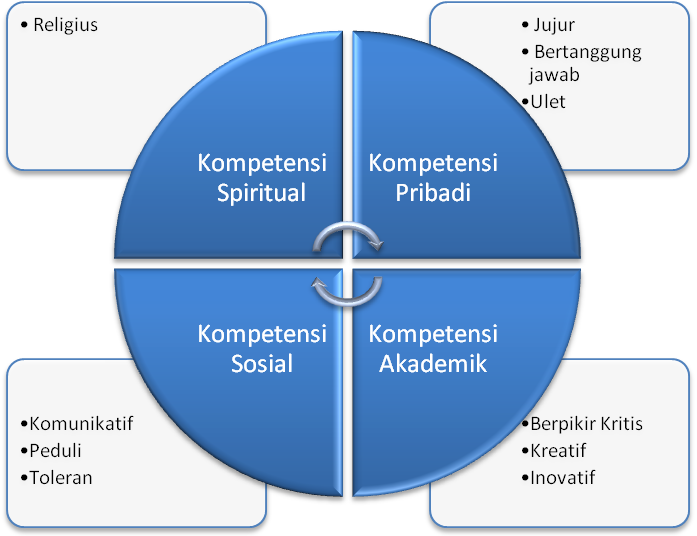 • Religius
• Jujur
• Bertanggung
jawab
•Ulet
Kompetensi
Spiritual
Kompetensi
Pribadi
Kompetensi
Sosial
Kompetensi
Akademik
•Komunikatif
•Peduli
•Toleran
•Berpikir Kritis
•Kreatif
•Inovatif